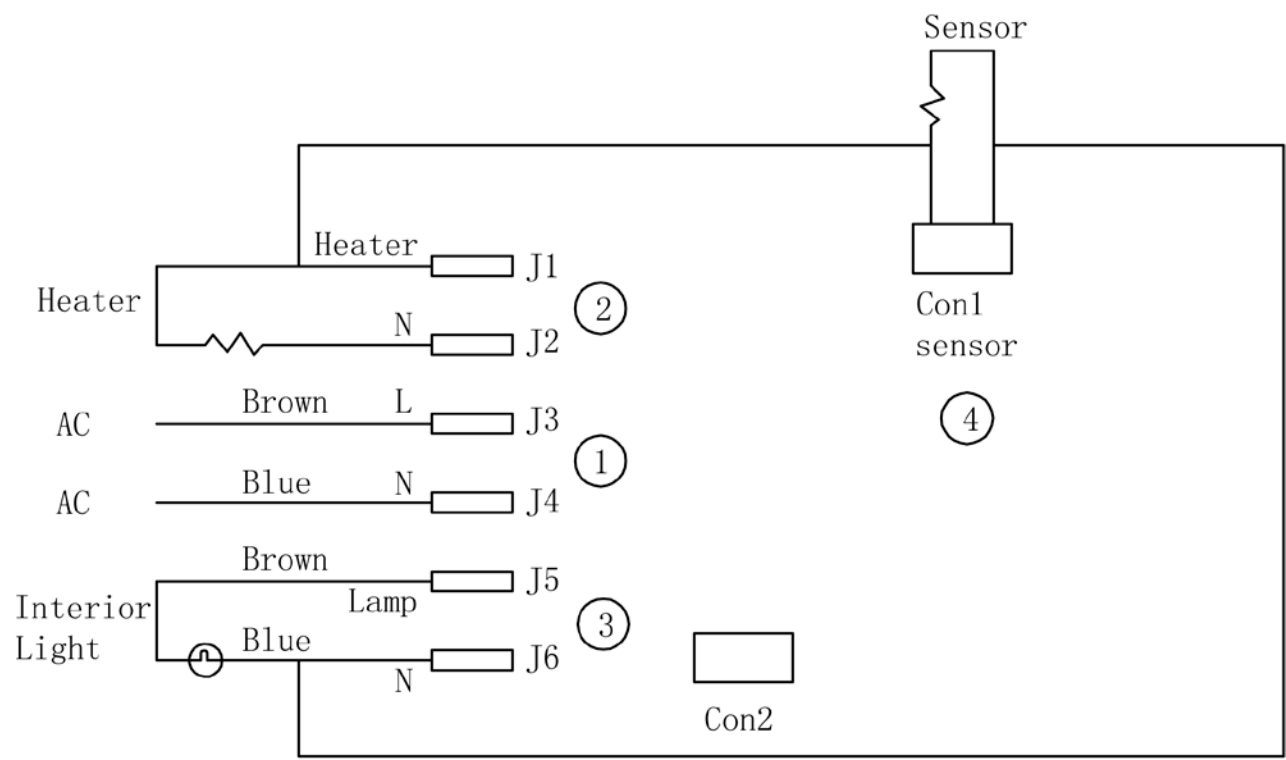 Sensor
Heater
J1
Heater
2
Con1
sensor
N
J2
Brown
L
AC
J3
4
1
Blue
N
AC
J4
Brown
J5
Interior
Light
Lamp
3
Blue
J6
N
Con2